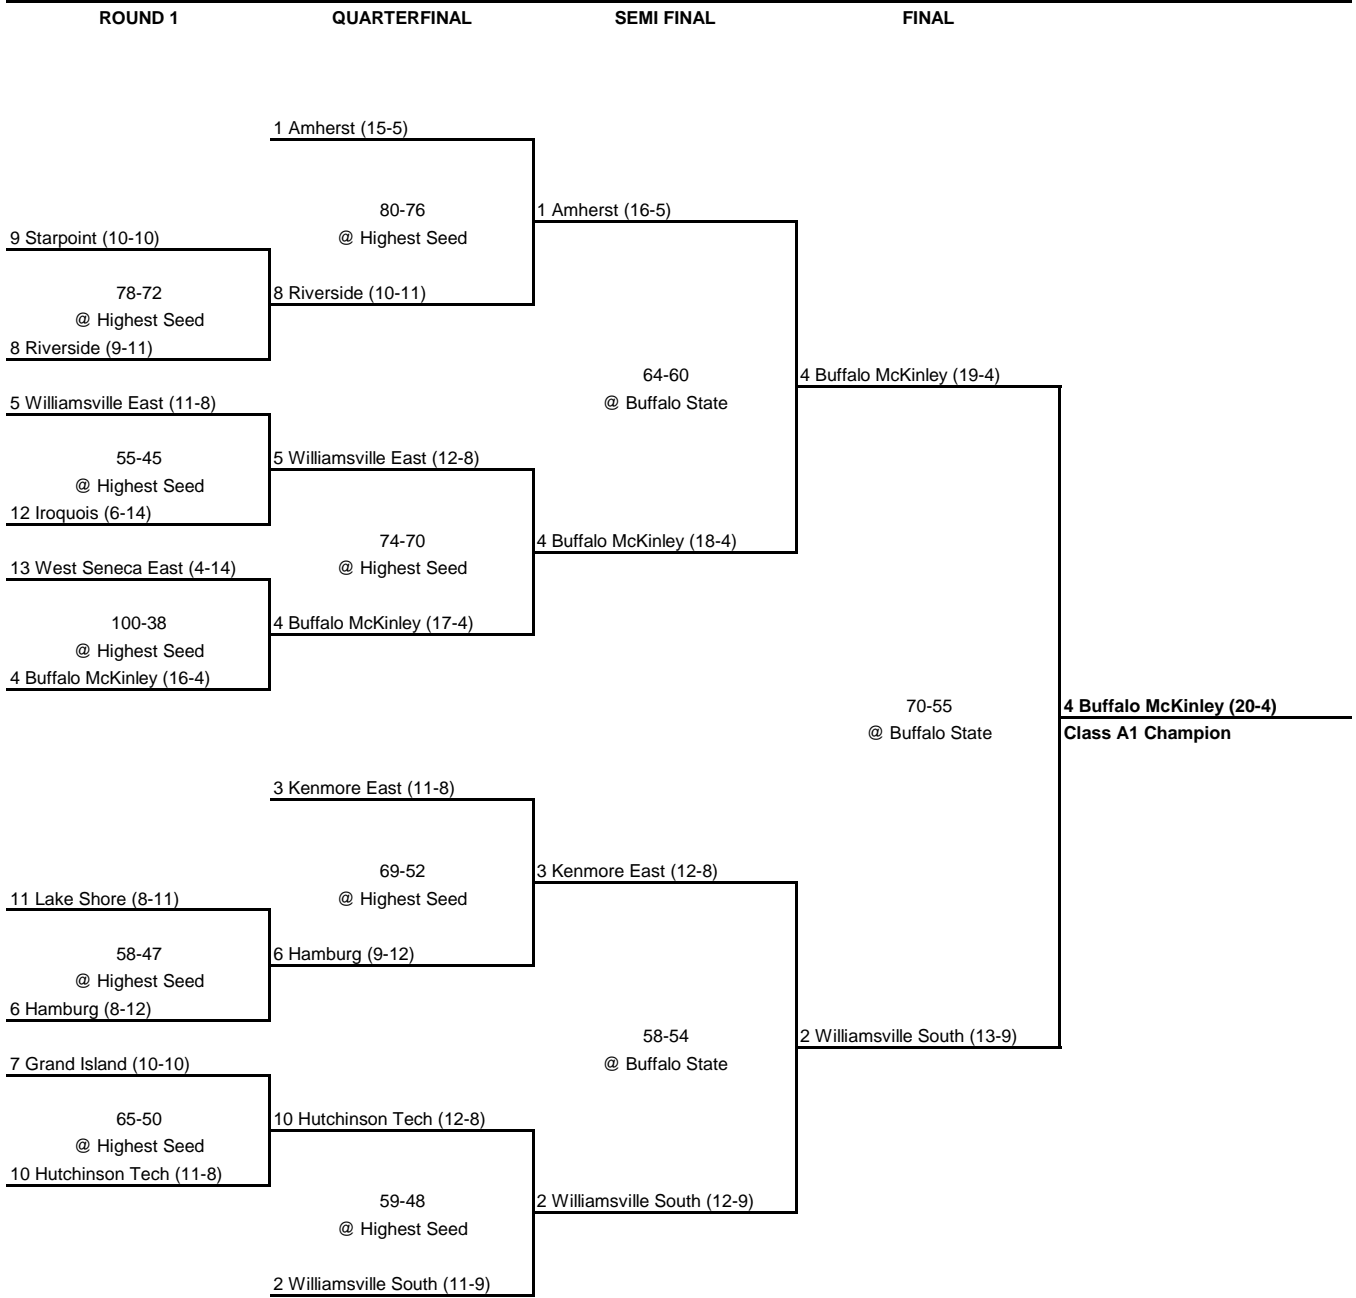 ROUND 1 QUARTERFINAL SEMI FINAL FINAL
1 Amherst (15-5)
80-76 1 Amherst (16-5)
9 Starpoint (10-10) @ Highest Seed
78-72 8 Riverside (10-11)
@ Highest Seed
8 Riverside (9-11)
64-60 4 Buffalo McKinley (19-4)
5 Williamsville East (11-8) @ Buffalo State
55-45 5 Williamsville East (12-8)
@ Highest Seed
12 Iroquois (6-14)
74-70 4 Buffalo McKinley (18-4)
13 West Seneca East (4-14) @ Highest Seed
100-38 4 Buffalo McKinley (17-4)
@ Highest Seed
4 Buffalo McKinley (16-4)
70-55 4 Buffalo McKinley (20-4)
@ Buffalo State Class A1 Champion
3 Kenmore East (11-8)
69-52 3 Kenmore East (12-8)
11 Lake Shore (8-11) @ Highest Seed
58-47 6 Hamburg (9-12)
@ Highest Seed
6 Hamburg (8-12)
58-54 2 Williamsville South (13-9)
7 Grand Island (10-10) @ Buffalo State
65-50 10 Hutchinson Tech (12-8)
@ Highest Seed
10 Hutchinson Tech (11-8)
59-48 2 Williamsville South (12-9)
@ Highest Seed
2 Williamsville South (11-9)